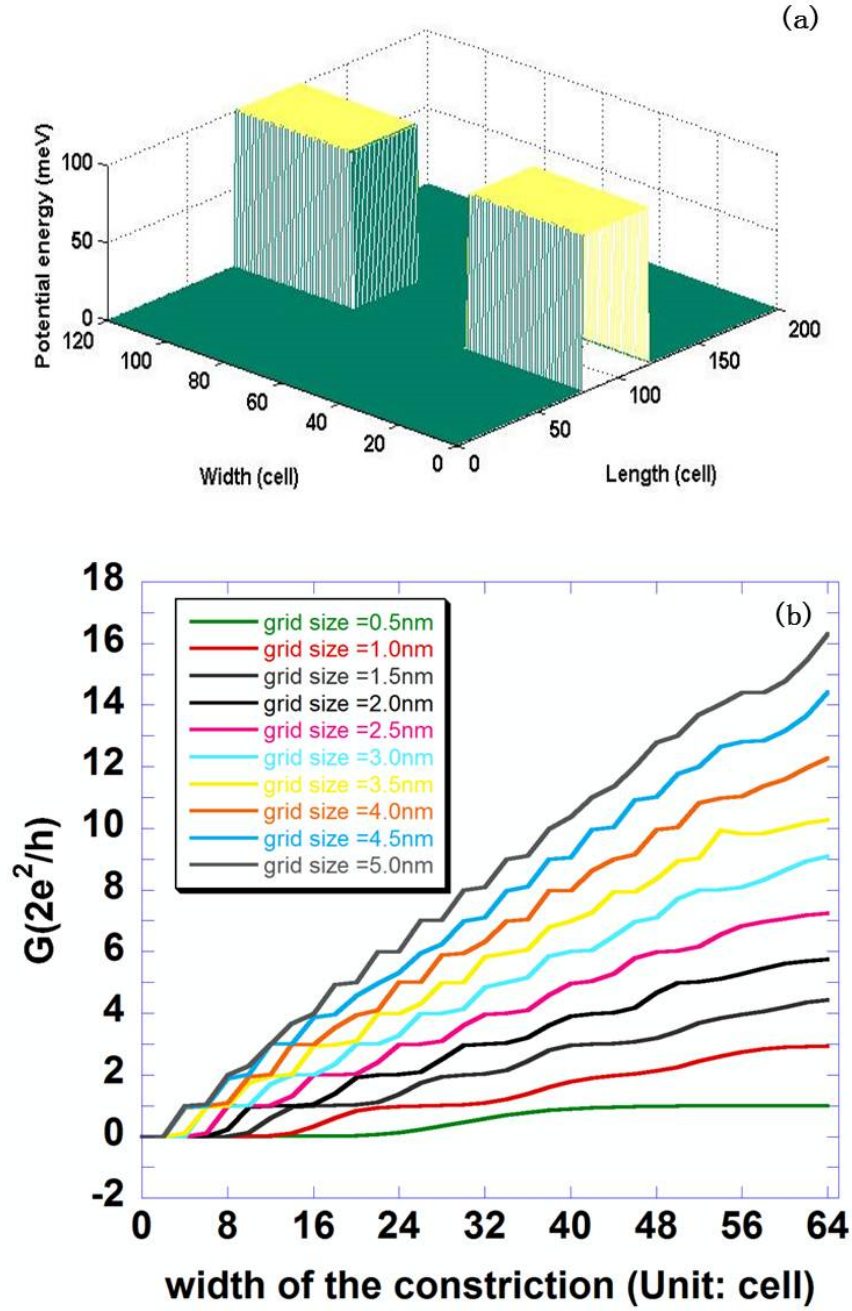 (a)
Potential energy (meV)
100
50
0
120
100
80
60
40
20
0
0
50
100
150
200
Width (cell)
Length (cell)
(b)
18
16
14
12
10
8
6
4
2
0
-2
G(2e²/h)
grid size =0.5nm
grid size =1.0nm
grid size =1.5nm
grid size =2.0nm
grid size =2.5nm
grid size =3.0nm
grid size =3.5nm
grid size =4.0nm
grid size =4.5nm
grid size =5.0nm
0 8 16 24 32 40 48 56 64
width of the constriction (Unit: cell)